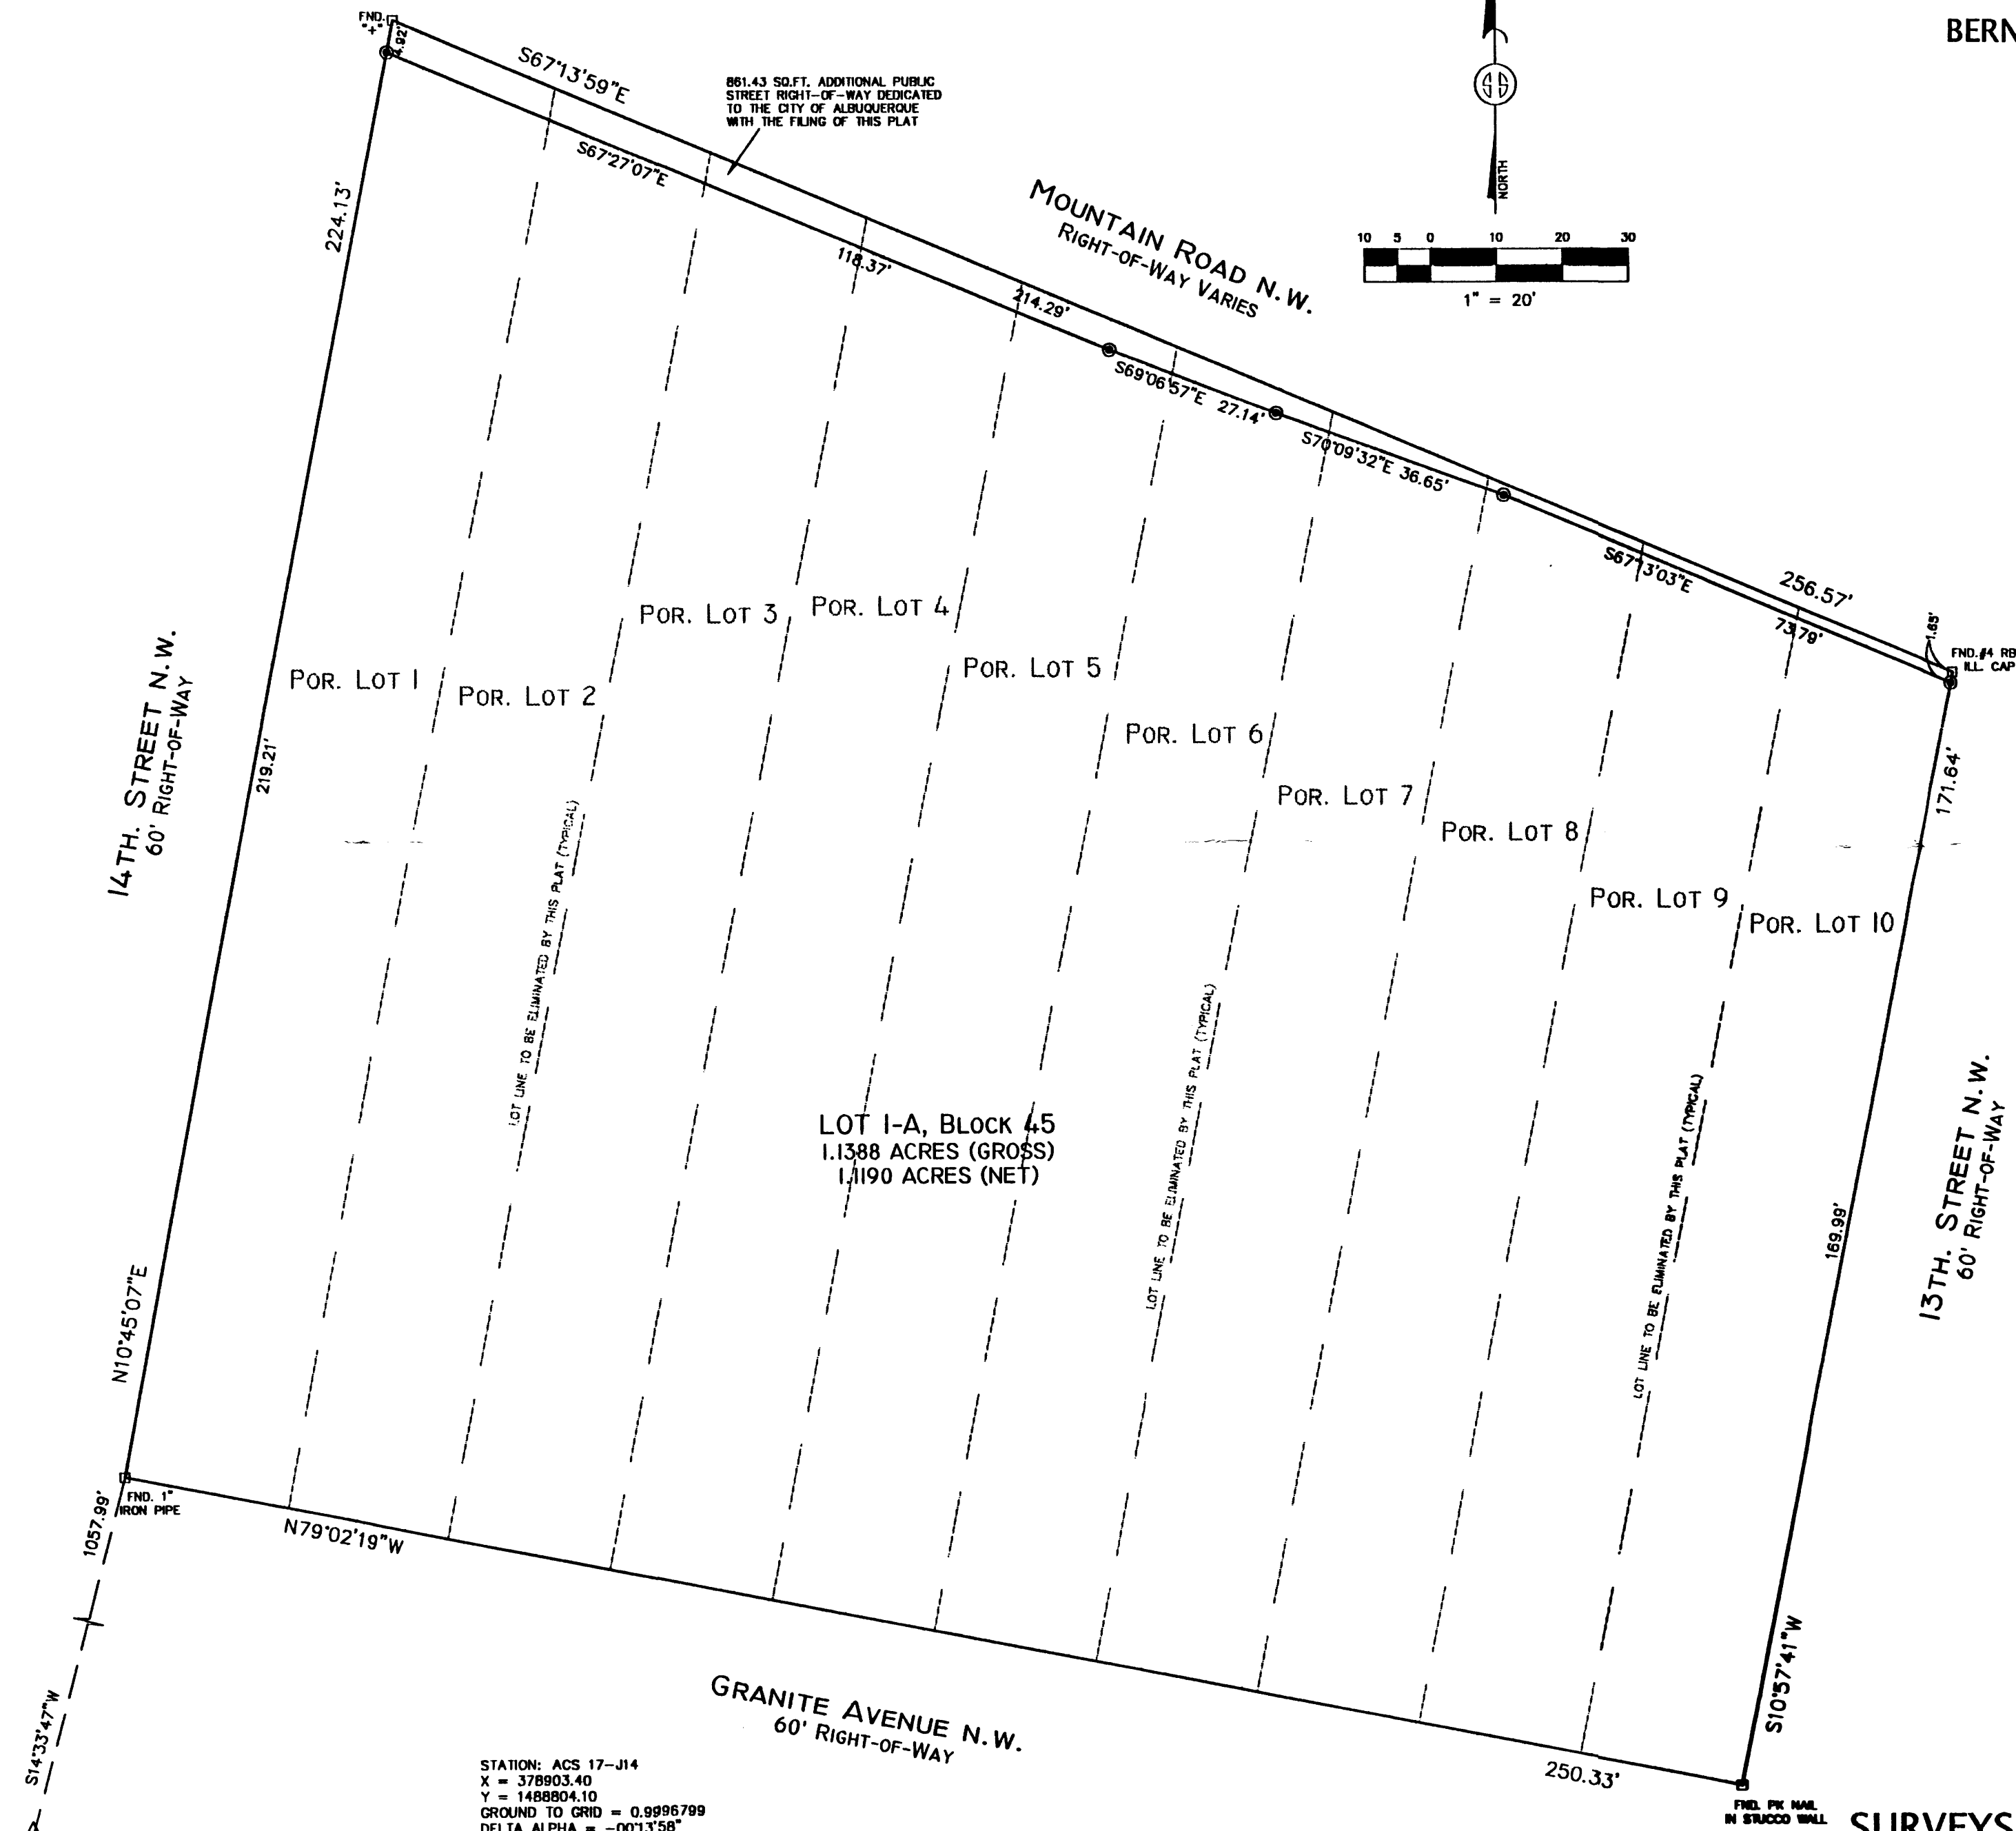 BERN
FND.
"+"
4.92'
S67°13'59"E
861.43 SQ.FT. ADDITIONAL PUBLIC
STREET RIGHT-OF-WAY DEDICATED
TO THE CITY OF ALBUQUERQUE
WITH THE FILING OF THIS PLAT
S67°27'07"E
NORTH
MOUNTAIN ROAD N.W.
RIGHT-OF-WAY VARIES
10 5 0 10 20 30
1" = 20'
224.13'
118.37'
214.29'
S69°06'57"E 27.14'
S70°09'32"E 36.65'
S67°13'03"E
256.57'
73.79'
1.65'
FND.#4 RB
ILL. CAP
171.64'
14TH. STREET N.W.
60' RIGHT-OF-WAY
219.21'
POR. LOT 1
POR. LOT 2
POR. LOT 3
POR. LOT 4
POR. LOT 5
POR. LOT 6
POR. LOT 7
POR. LOT 8
POR. LOT 9
POR. LOT 10
LOT LINE TO BE ELIMINATED BY THIS PLAT (TYPICAL)
LOT LINE TO BE ELIMINATED BY THIS PLAT (TYPICAL)
LOT LINE TO BE ELIMINATED BY THIS PLAT (TYPICAL)
LOT 1-A, BLOCK 45
1.1388 ACRES (GROSS)
1.1190 ACRES (NET)
169.99'
13TH. STREET N.W.
60' RIGHT-OF-WAY
N10°45'07"E
FND. 1"
IRON PIPE
1057.99'
N79°02'19"W
S14°33'47"W
GRANITE AVENUE N.W.
60' RIGHT-OF-WAY
S10°57'41"W
250.33'
FND. PK NAIL
IN STUCCO WALL
STATION: ACS 17-J14
X = 378903.40
Y = 1488804.10
GROUND TO GRID = 0.9996799
DELTA ALPHA = -00°13'58"
SURVEYS